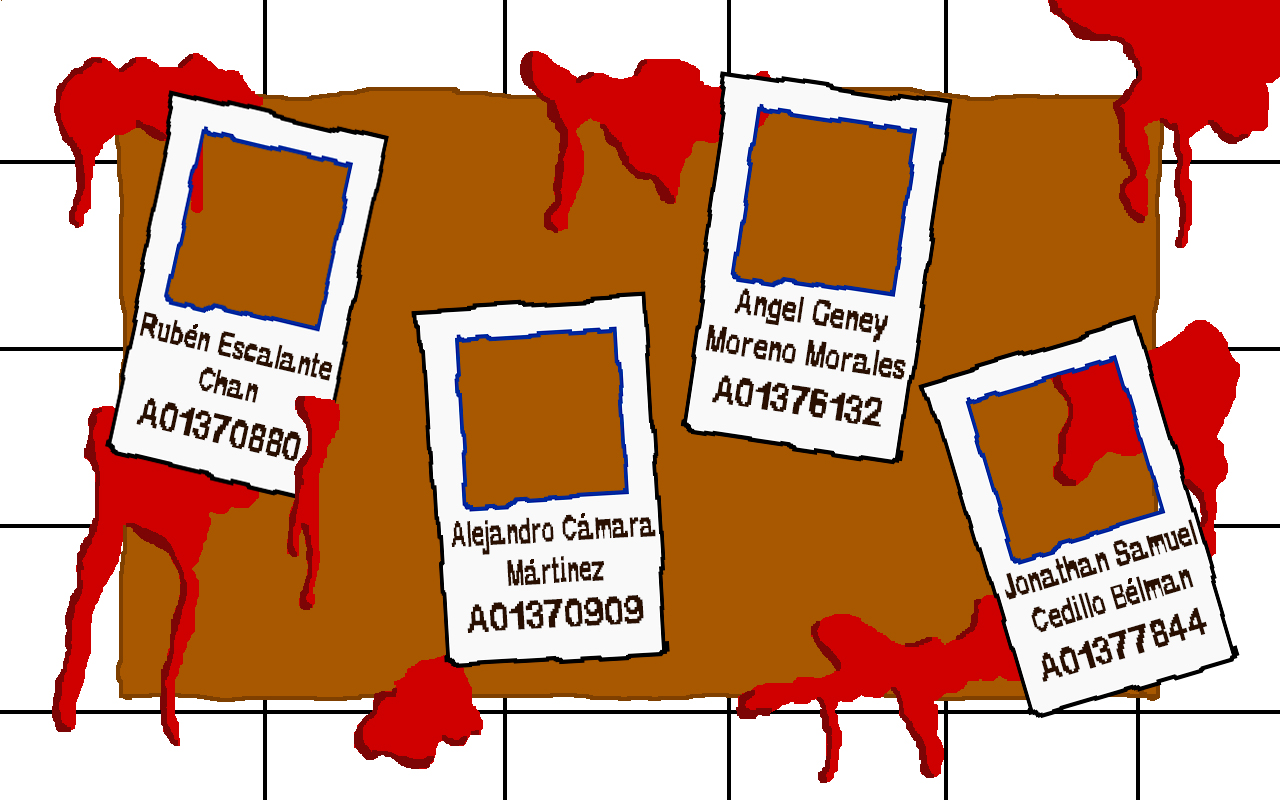 Rubén Escalante
Chan
A01370880
Alejandro Cámara
Mártinez
A01370909
Angel Geney
Moreno Morales
A01376132
Jonathan Samuel
Cedillo Bélman
A01377844